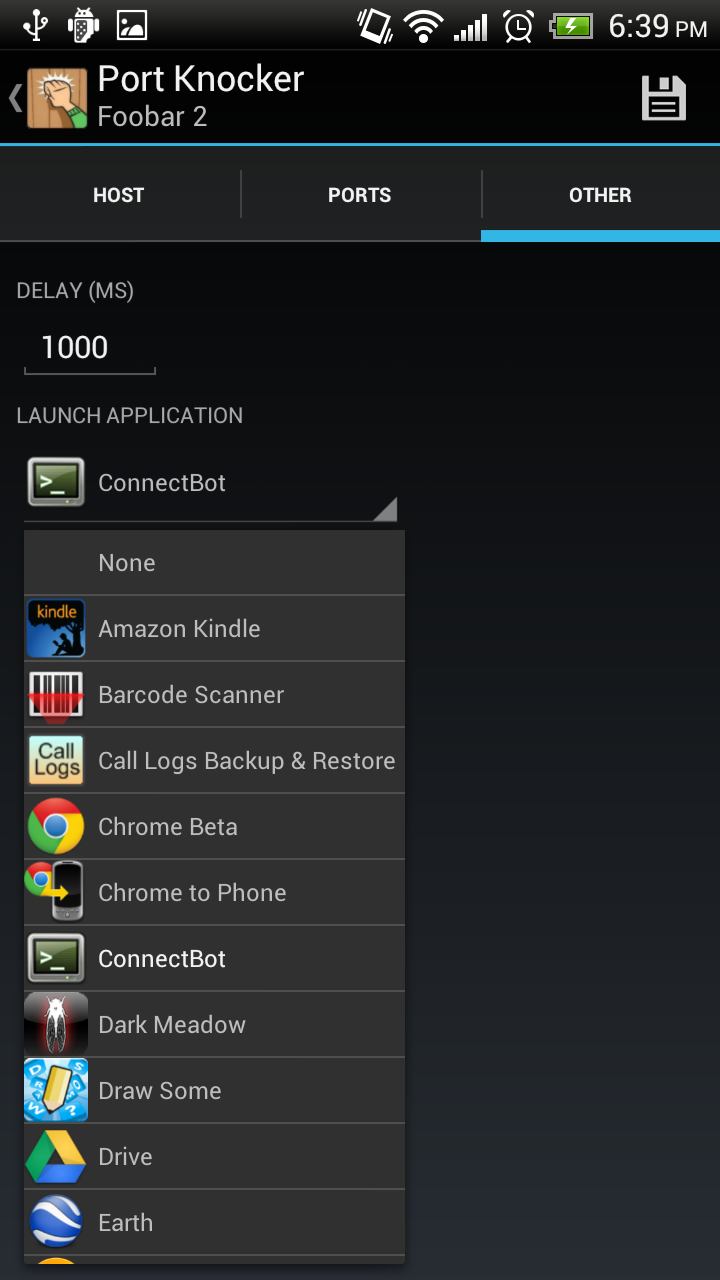 6:39 PM
Port Knocker
Foobar 2
HOST
PORTS
OTHER
DELAY (MS)
1000
LAUNCH APPLICATION
>_ ConnectBot
None
kindle
Amazon Kindle
Barcode Scanner
Call
Logs
Call Logs Backup & Restore
Chrome Beta
Chrome to Phone
>_ ConnectBot
Dark Meadow
Draw Some
Drive
Earth